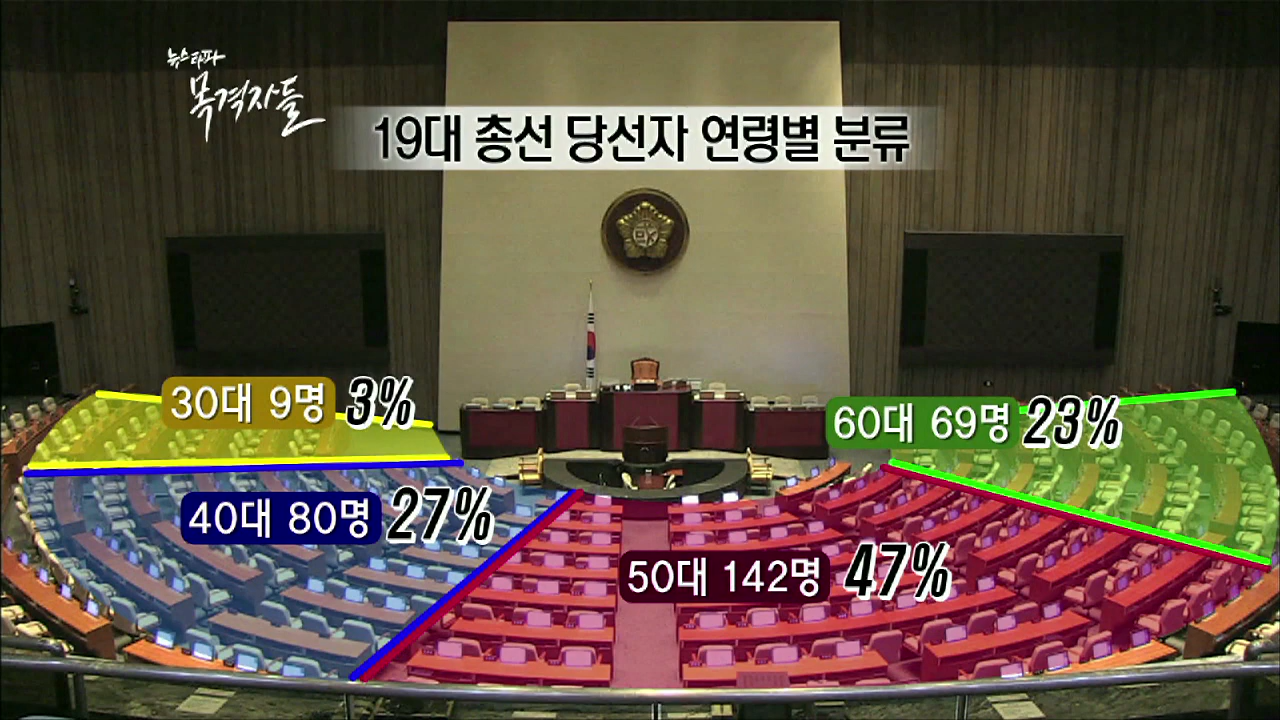 뉴스타파
목격자들
19대 총선 당선자 연령별 분류
30대 9명 3%
60대 69명 23%
40대 80명 27%
50대 142명 47%